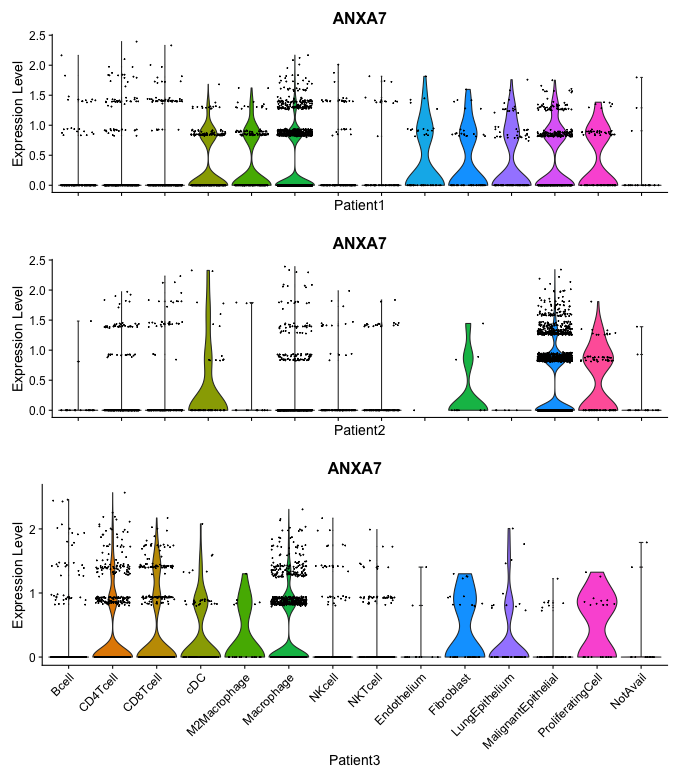 ANXA7
Expression Level
2.5
2.0
1.5
1.0
0.5
0.0
Patient1
ANXA7
Expression Level
2.5
2.0
1.5
1.0
0.5
0.0
Patient2
ANXA7
Expression Level
2
1
0
Bcell
CD4Tcell
CD8Tcell
cDC
M2Macrophage
Macrophage
NKcell
NKTcell
Endothelium
Fibroblast
LungEpithelium
MalignantEpithelial
ProliferatingCell
NotAvail
Patient3